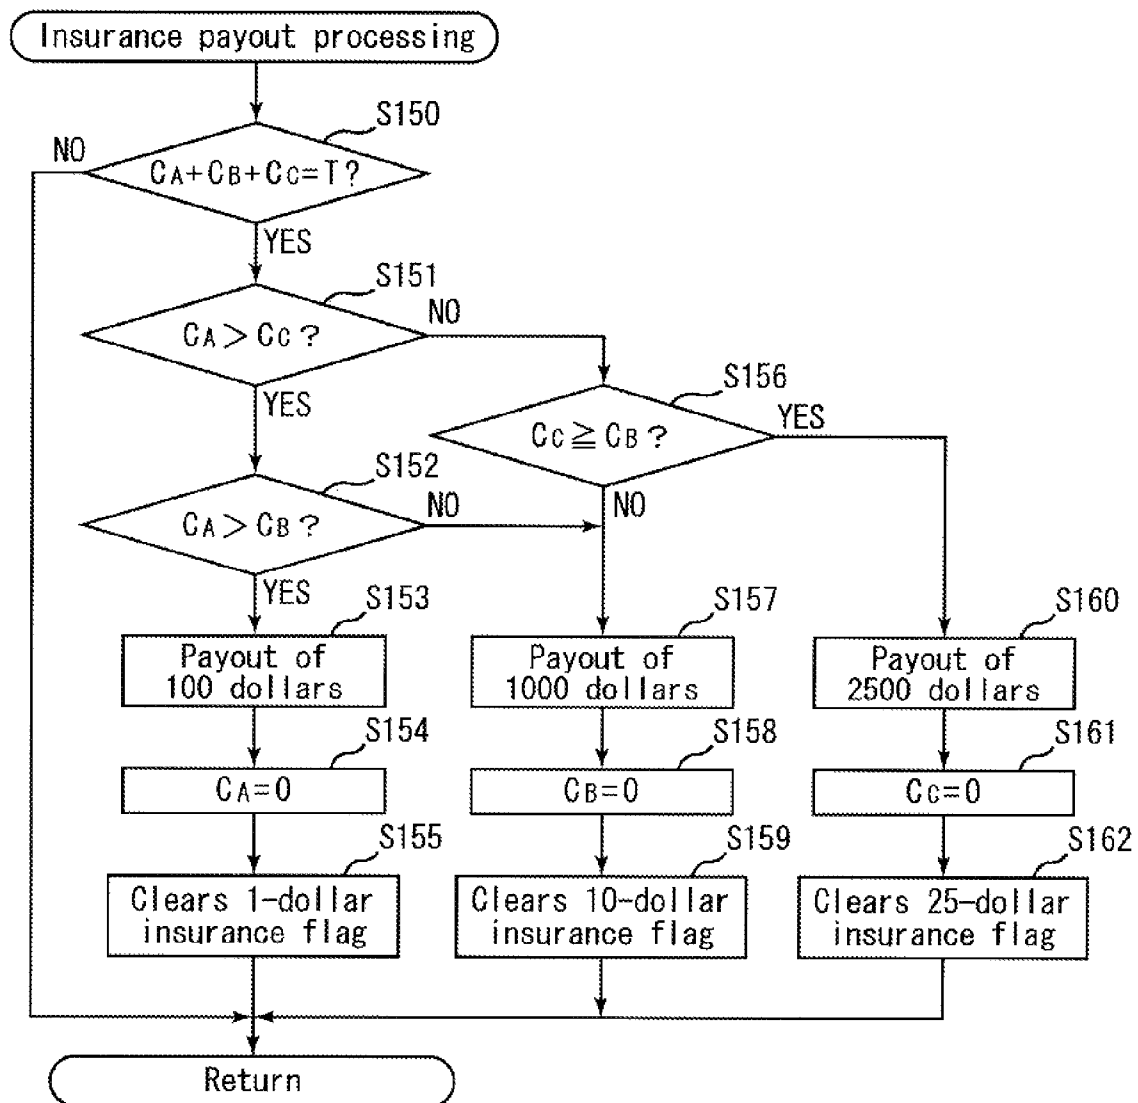 Insurance payout processing
S150
NO
CA+CB+CC=T?
YES
S151
NO
CA>CC?
YES
S156
YES
CC≧CB?
NO
S152
NO
CA>CB?
YES
S153
Payout of
100 dollars
S157
Payout of
1000 dollars
S160
Payout of
2500 dollars
S154
CA=0
S158
CB=0
S161
CC=0
S155
Clears 1-dollar
insurance flag
S159
Clears 10-dollar
insurance flag
S162
Clears 25-dollar
insurance flag
Return